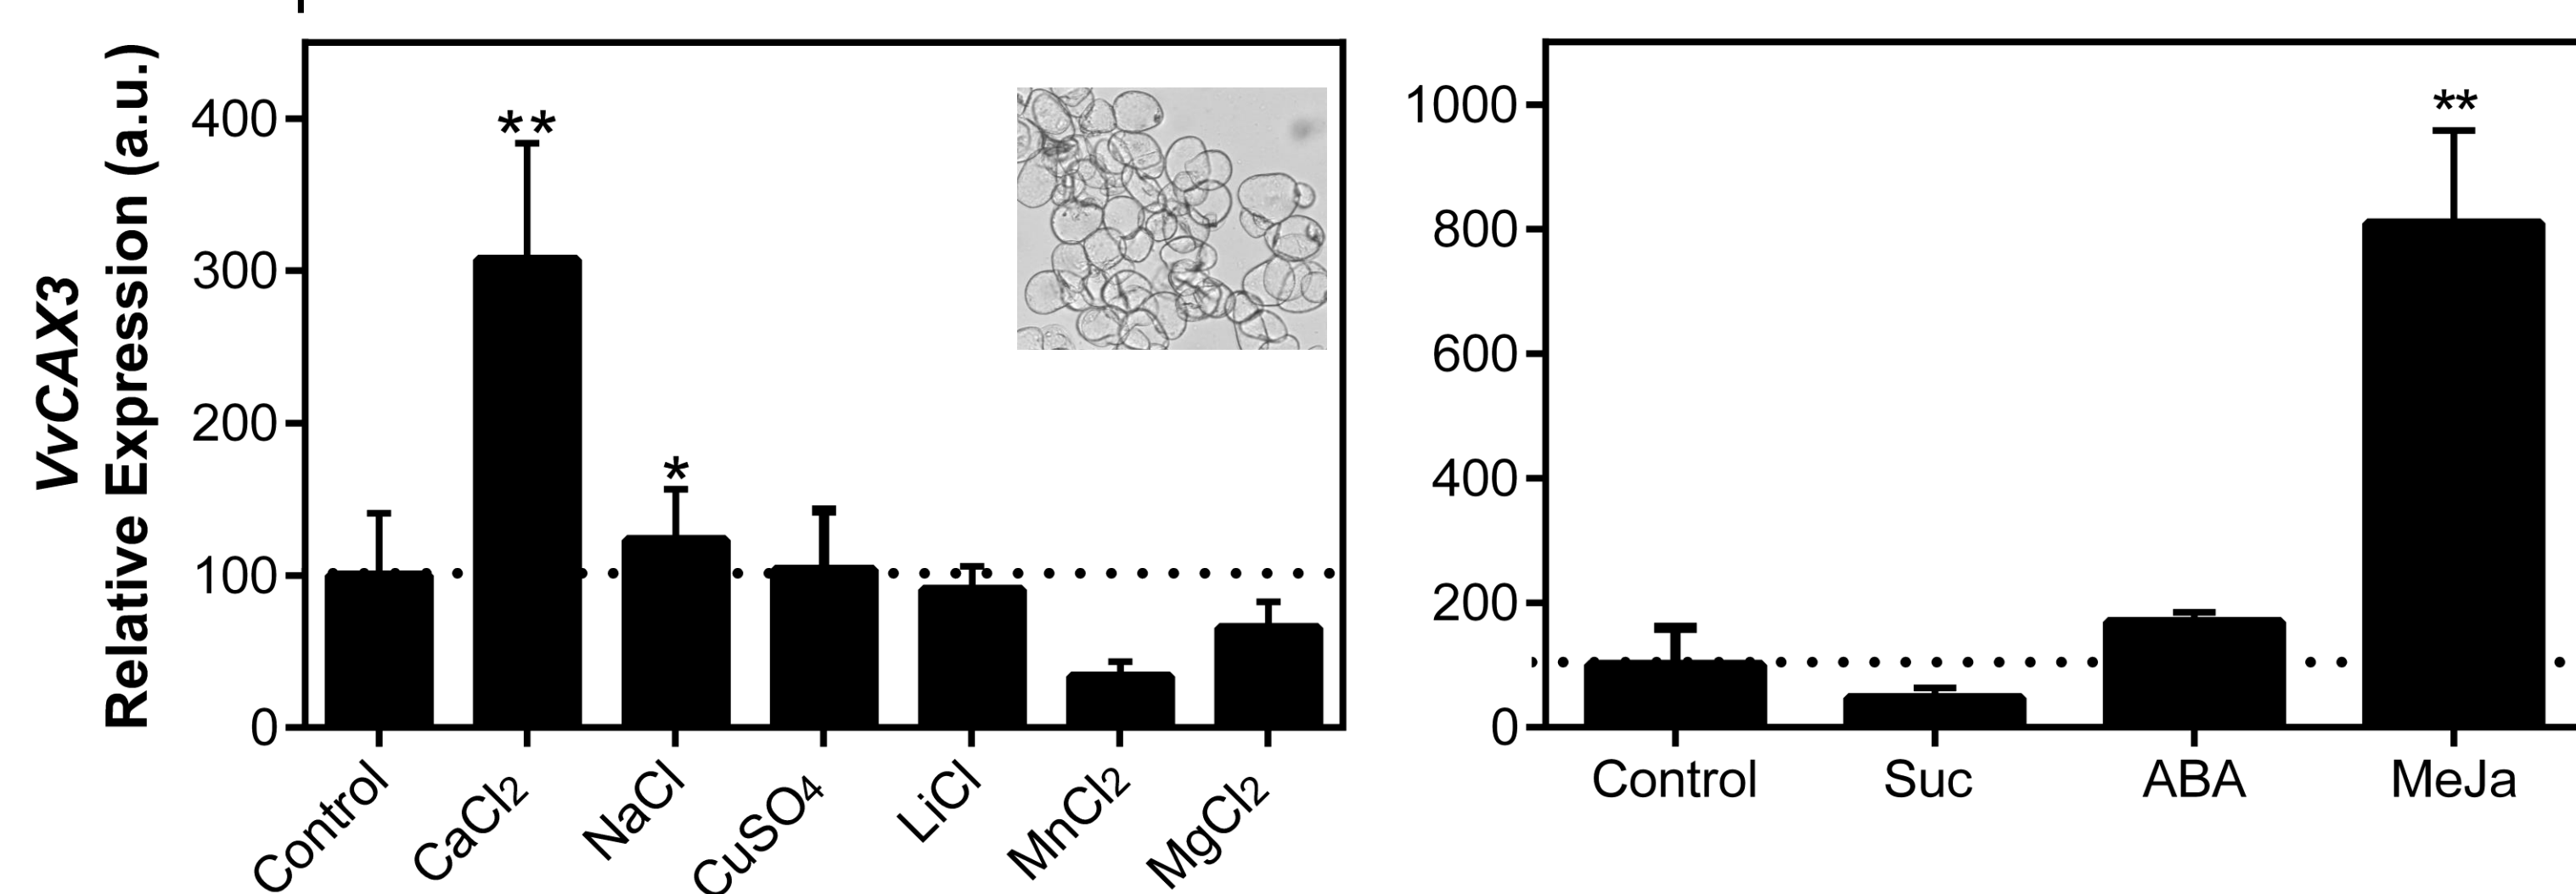 VvCAX3
Relative Expression (a.u.)
400
300
200
100
0
**
*
Control
CaCl2
NaCl
CuSO4
LiCl
MnCl2
MgCl2
1000
800
600
400
200
0
**
Control
Suc
ABA
MeJa